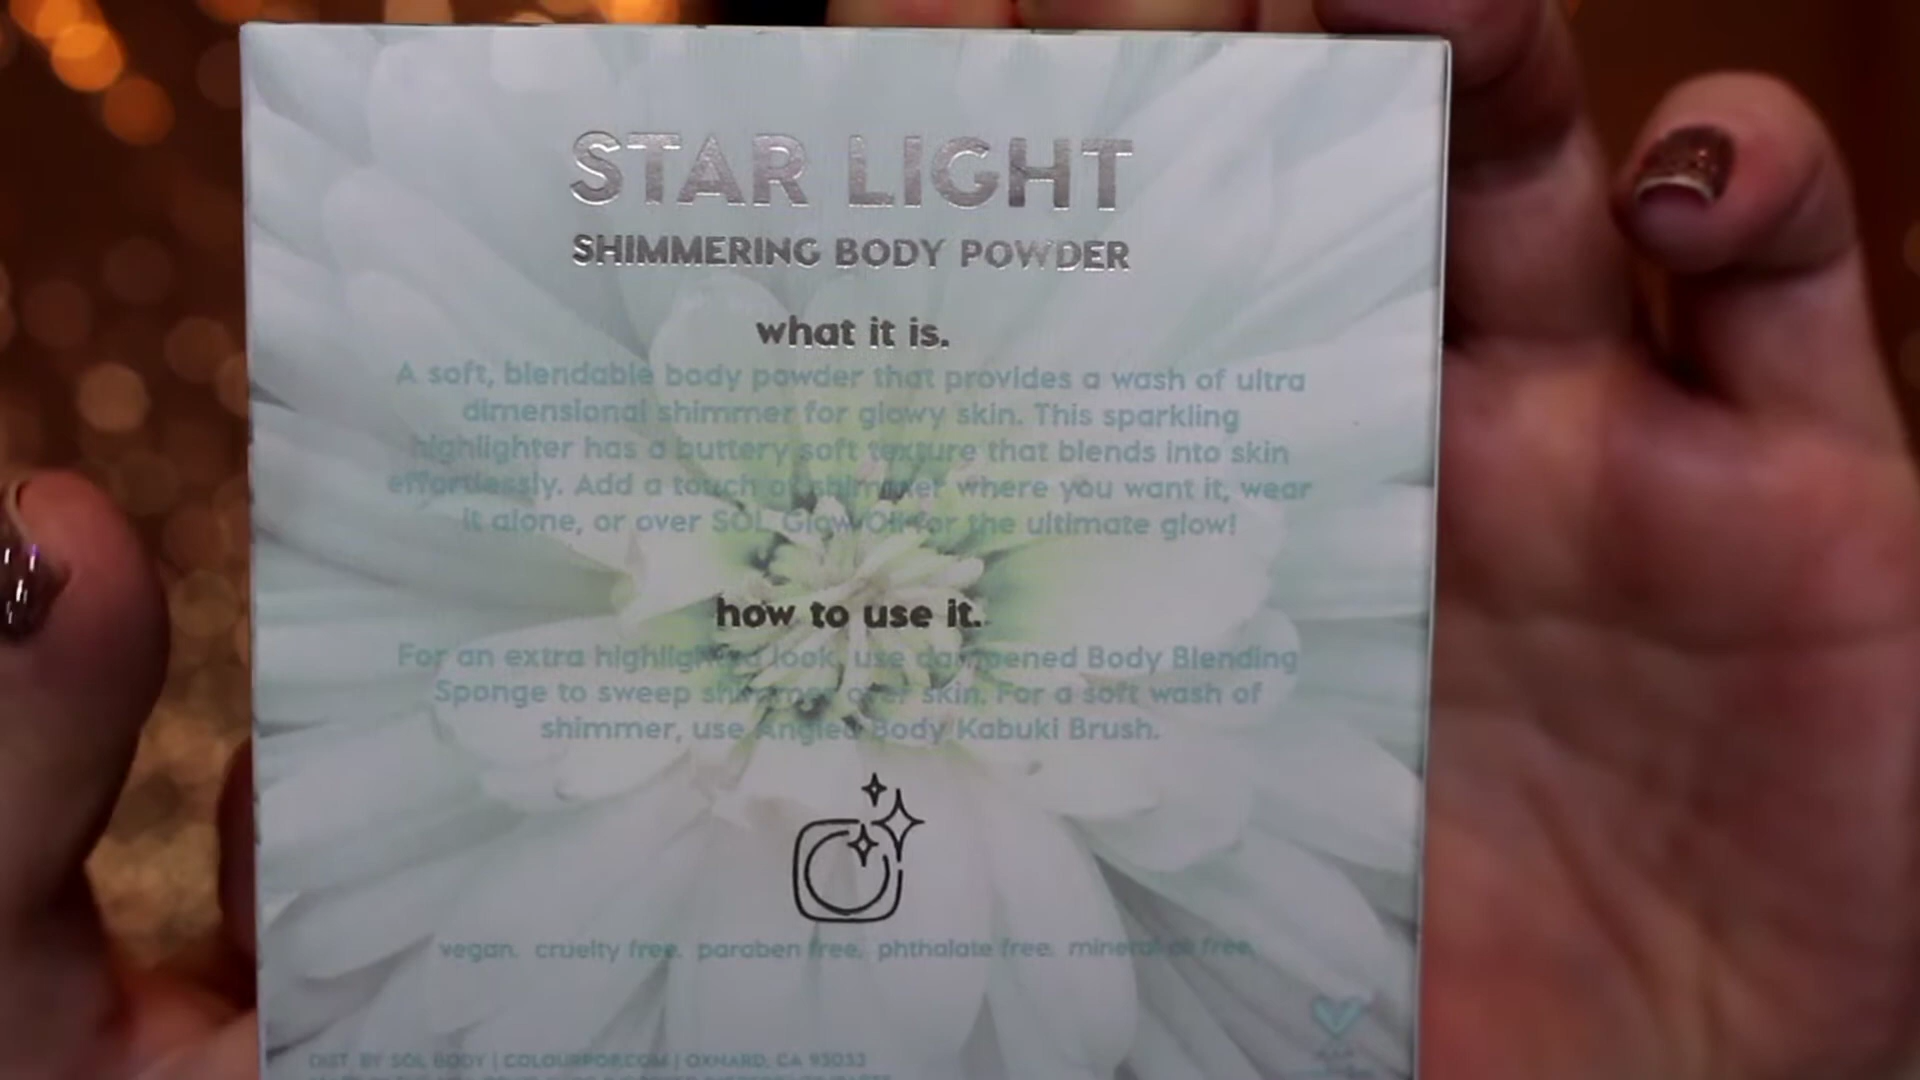 STAR LIGHT
SHIMMERING BODY POWDER
what it is.
A soft, blendable body powder that provides a wash of ultra
dimensional shimmer for glowy skin. This sparkling
highlighter has a buttery soft texture that blends into skin
effortlessly. Add a touch of shimmer where you want it, wear
it alone, or over SOL Glow Oil for the ultimate glow!
how to use it.
For an extra highlighted look, use dampened Body Blending
Sponge to sweep shimmer over skin. For a soft wash of
shimmer, use Angled Body Kabuki Brush.
vegan. cruelty free. paraben free. phthalate free. mineral oil free.
DIST. BY SOL BODY | COLOURPOP.COM | OXNARD, CA 93033